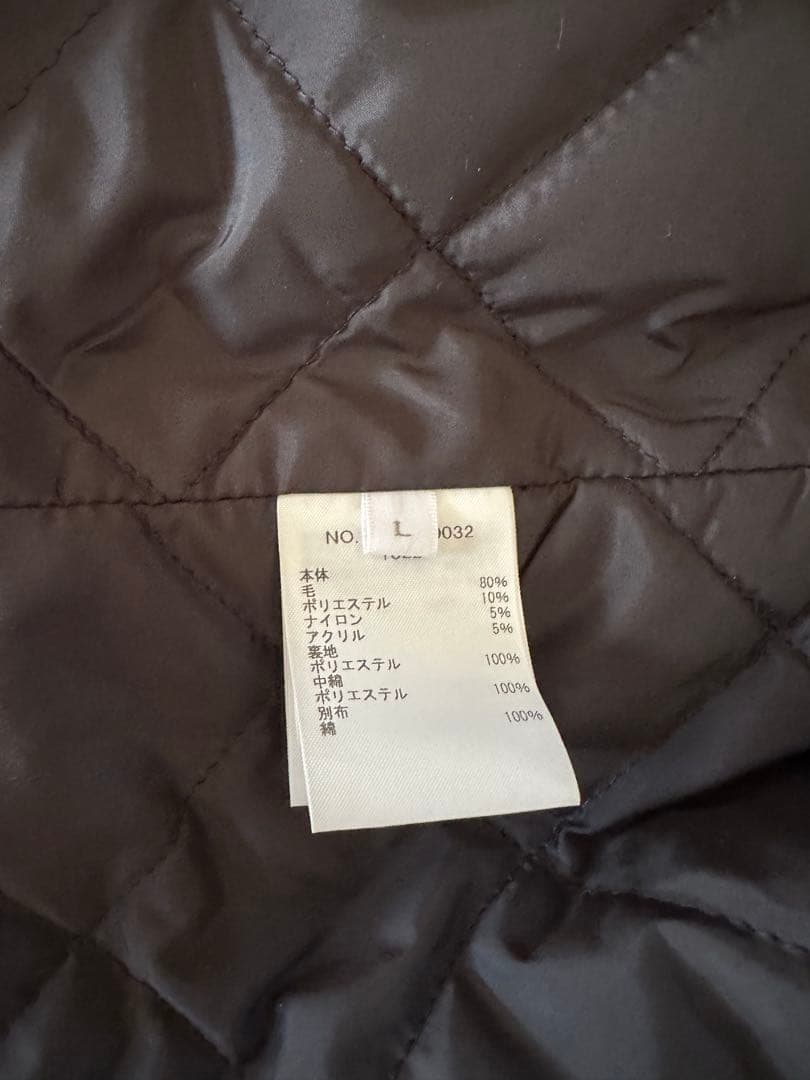 L
NO. 0032
本体
毛 80%
ポリエステル 10%
ナイロン 5%
アクリル 5%
裏地
ポリエステル 100%
中綿
ポリエステル 100%
別布
綿 100%